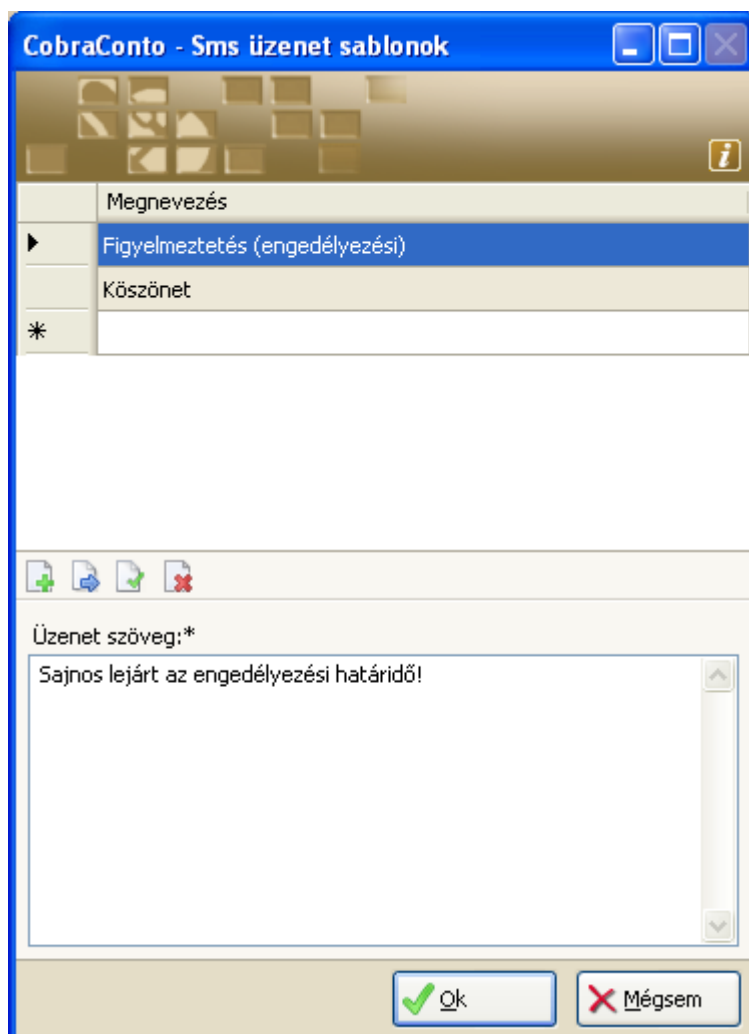 CobraConto - Sms üzenet sablonok
Megnevezés
Figyelmeztetés (engedélyezési)
Köszönet
Üzenet szöveg:*
Sajnos lejárt az engedélyezési határidő!
Ok
Mégsem